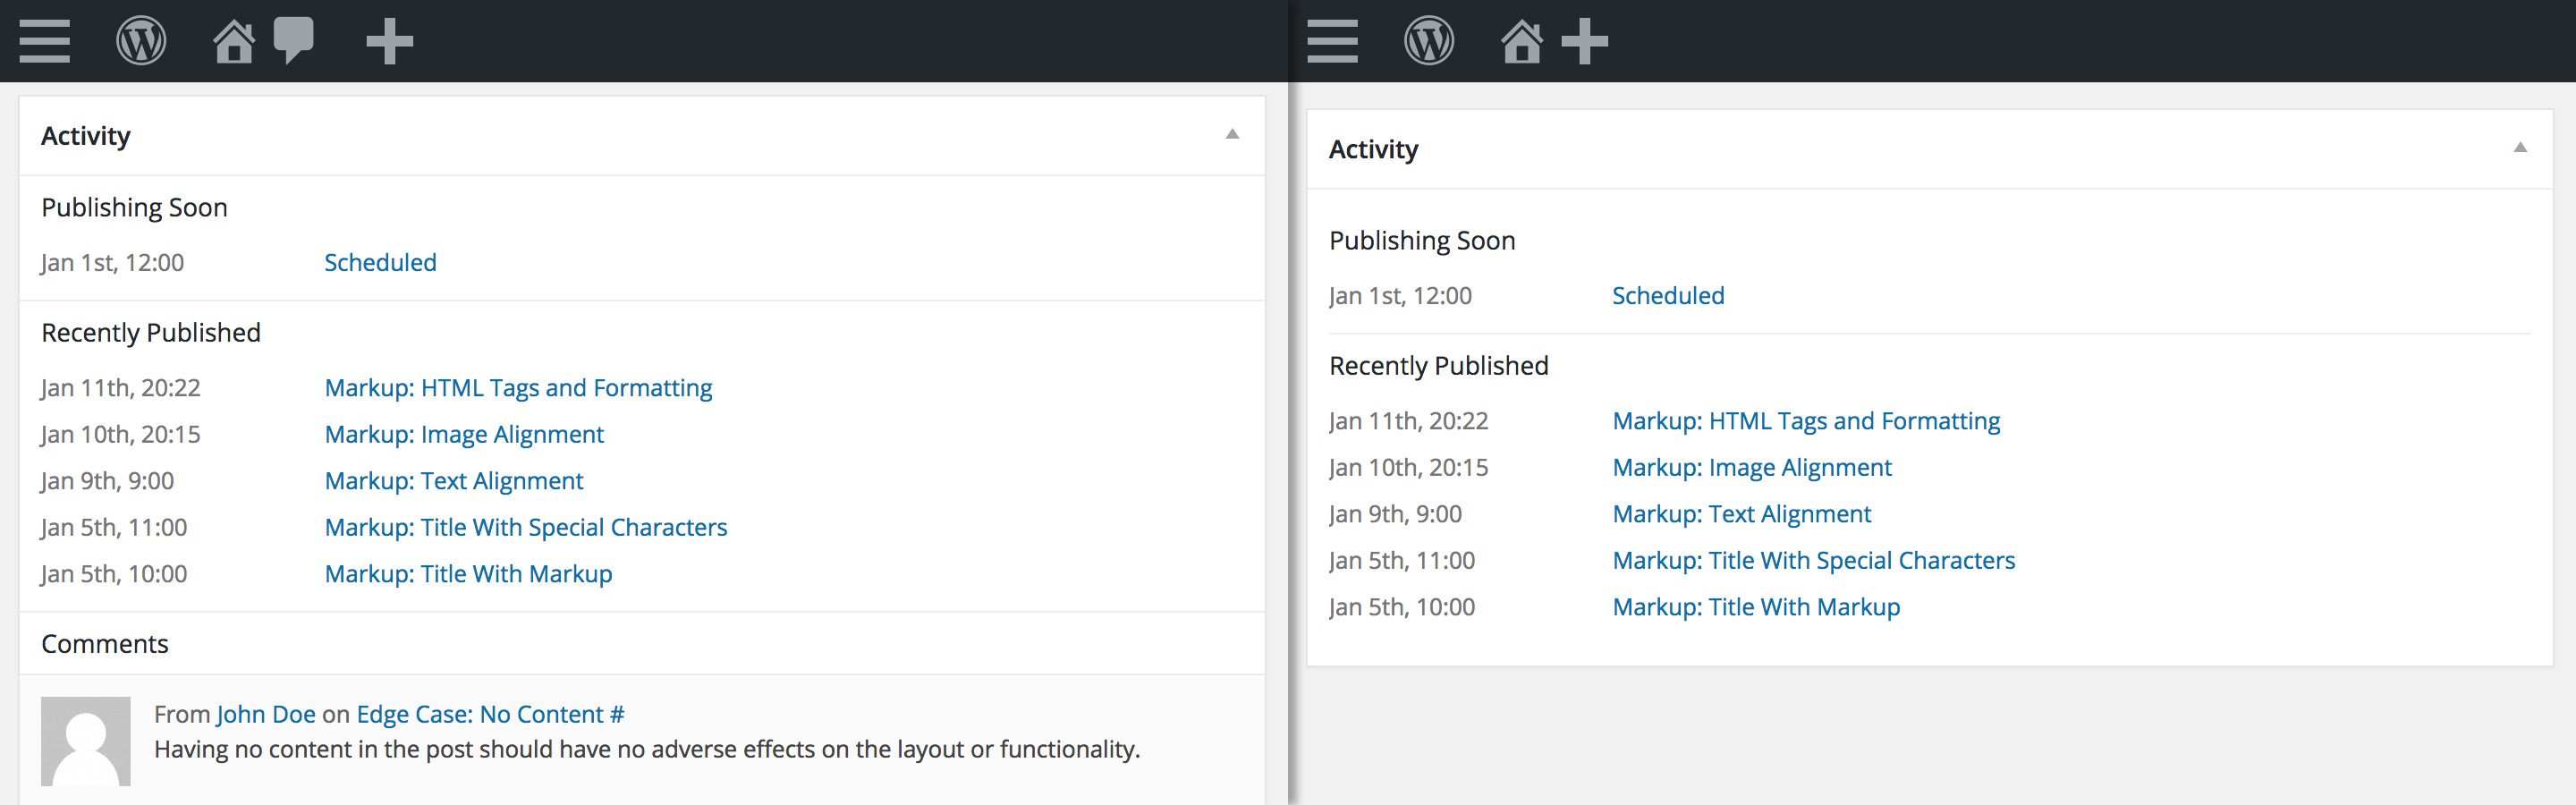 Activity
Publishing Soon
Jan 1st, 12:00 Scheduled
Recently Published
Jan 11th, 20:22 Markup: HTML Tags and Formatting
Jan 10th, 20:15 Markup: Image Alignment
Jan 9th, 9:00 Markup: Text Alignment
Jan 5th, 11:00 Markup: Title With Special Characters
Jan 5th, 10:00 Markup: Title With Markup
Comments
From John Doe on Edge Case: No Content #
Having no content in the post should have no adverse effects on the layout or functionality.
Activity
Publishing Soon
Jan 1st, 12:00 Scheduled
Recently Published
Jan 11th, 20:22 Markup: HTML Tags and Formatting
Jan 10th, 20:15 Markup: Image Alignment
Jan 9th, 9:00 Markup: Text Alignment
Jan 5th, 11:00 Markup: Title With Special Characters
Jan 5th, 10:00 Markup: Title With Markup